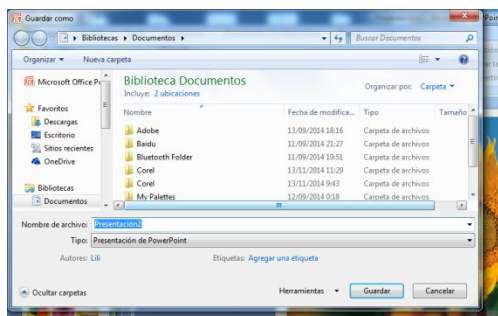 Guardar como
Bibliotecas ▸ Documentos ▸
Buscar Documentos
Organizar ▾ Nueva carpeta
Microsoft Office Po
Favoritos
Descargas
Escritorio
Sitios recientes
OneDrive
Bibliotecas
Documentos
Biblioteca Documentos
Incluye: 2 ubicaciones
Organizar por: Carpeta ▾
Nombre Fecha de modifica... Tipo Tamaño
Adobe 13/09/2014 18:16 Carpeta de archivos
Baidu 11/09/2014 21:27 Carpeta de archivos
Bluetooth Folder 11/09/2014 19:51 Carpeta de archivos
Corel 13/11/2014 11:29 Carpeta de archivos
Corel 13/11/2014 9:43 Carpeta de archivos
My Palettes 12/09/2014 0:18 Carpeta de archivos
Nombre de archivo: Presentación2
Tipo: Presentación de PowerPoint
Autores: Lili Etiquetas: Agregar una etiqueta
Ocultar carpetas Herramientas ▾ Guardar Cancelar